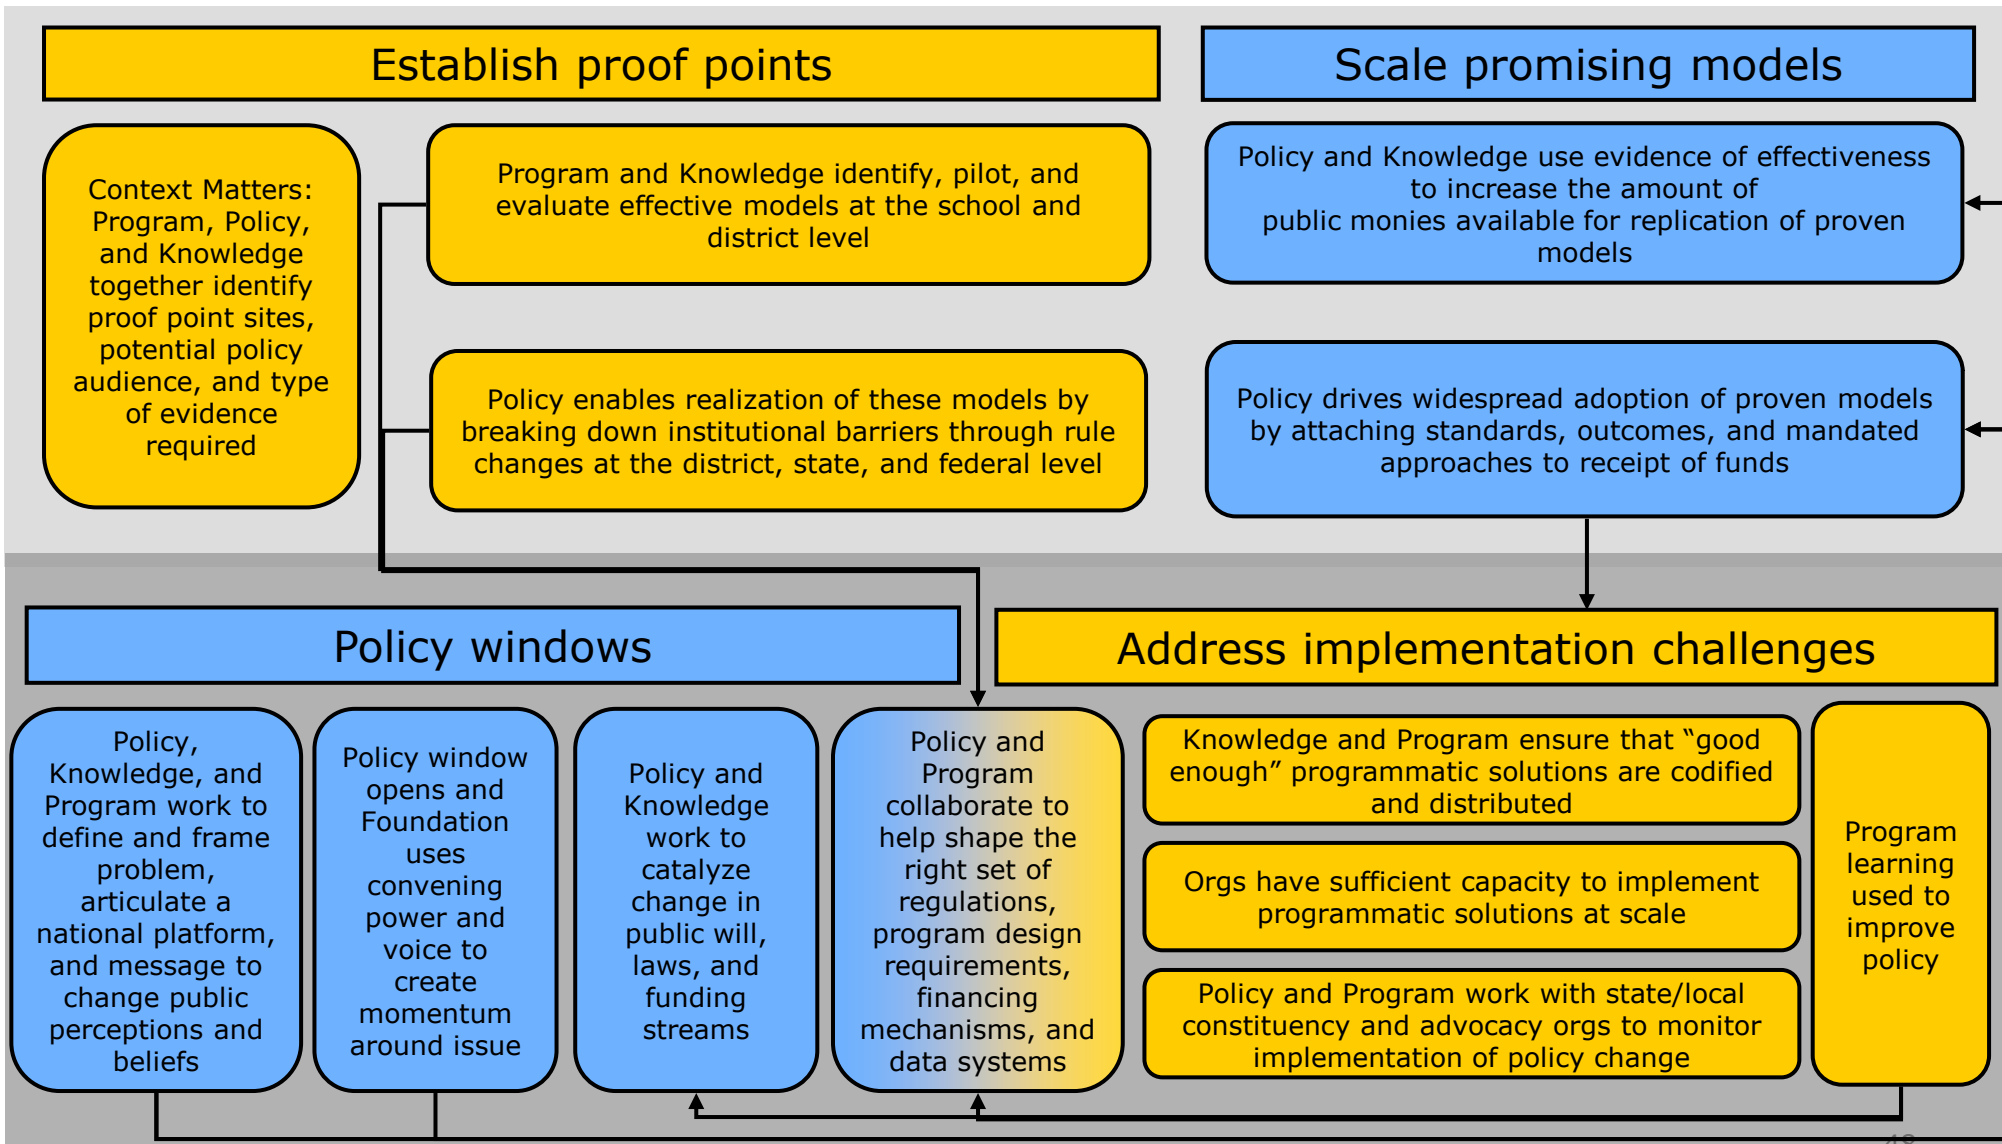 Establish proof points
Scale promising models
Context Matters:
Program, Policy,
and Knowledge
together identify
proof point sites,
potential policy
audience, and type
of evidence
required
Program and Knowledge identify, pilot, and
evaluate effective models at the school and
district level
Policy enables realization of these models by
breaking down institutional barriers through rule
changes at the district, state, and federal level
Policy and Knowledge use evidence of effectiveness
to increase the amount of
public monies available for replication of proven
models
Policy drives widespread adoption of proven models
by attaching standards, outcomes, and mandated
approaches to receipt of funds
Policy windows
Address implementation challenges
Policy,
Knowledge, and
Program work to
define and frame
problem,
articulate a
national platform,
and message to
change public
perceptions and
beliefs
Policy window
opens and
Foundation
uses
convening
power and
voice to
create
momentum
around issue
Policy and
Knowledge
work to
catalyze
change in
public will,
laws, and
funding
streams
Policy and
Program
collaborate to
help shape the
right set of
regulations,
program design
requirements,
financing
mechanisms, and
data systems
Knowledge and Program ensure that “good
enough” programmatic solutions are codified
and distributed
Orgs have sufficient capacity to implement
programmatic solutions at scale
Policy and Program work with state/local
constituency and advocacy orgs to monitor
implementation of policy change
Program
learning
used to
improve
policy